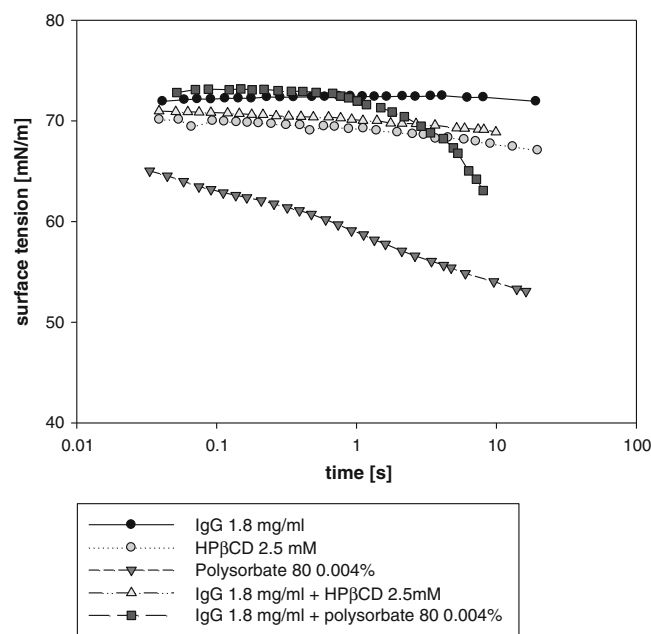 80
70
60
50
40
surface tension [mN/m]
0.01 0.1 1 10 100
time [s]
IgG 1.8 mg/ml
HPβCD 2.5 mM
Polysorbate 80 0.004%
IgG 1.8 mg/ml + HPβCD 2.5mM
IgG 1.8 mg/ml + polysorbate 80 0.004%